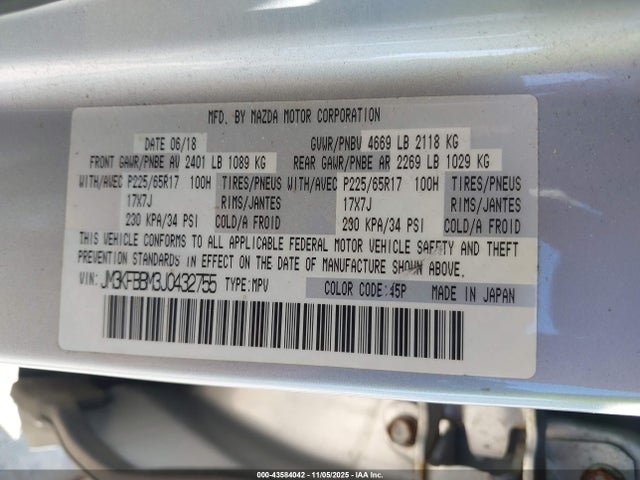 MFD. BY MAZDA MOTOR CORPORATION
DATE 06/18 GVWR/PNBV 4669 LB 2118 KG
FRONT GAWR/PNBE AV 2401 LB 1089 KG REAR GAWR/PNBE AR 2269 LB 1029 KG
WITH/AVEC P225/65R17 100H TIRES/PNEUS WITH/AVEC P225/65R17 100H TIRES/PNEUS
17X7J RIMS/JANTES 17X7J RIMS/JANTES
230 KPA/34 PSI COLD/A FROID 230 KPA/34 PSI COLD/A FROID
THIS VEHICLE CONFORMS TO ALL APPLICABLE FEDERAL MOTOR VEHICLE SAFETY AND THEFT
PREVENTION STANDARDS IN EFFECT ON THE DATE OF MANUFACTURE SHOWN ABOVE.
VIN: JM3KFBBM3J0432755 TYPE: MPV COLOR CODE: 45P MADE IN JAPAN
000-43584042 | 11/05/2025 | IAA Inc.